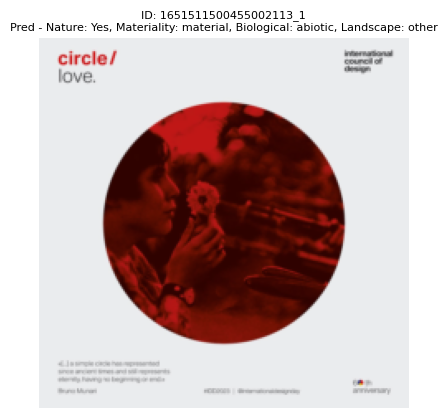 ID: 1651511500455002113_1
Pred - Nature: Yes, Materiality: material, Biological: abiotic, Landscape: other
circle/
love.
international
council of
design
«[...] a simple circle has represented
since ancient times and still represents
eternity, having no beginning or end.»
Bruno Munari
#IDD2023 | @internationaldesignday
60th
anniversary